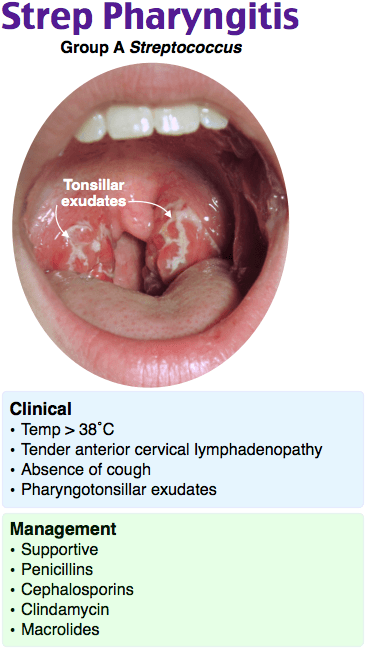 Strep Pharyngitis
Group A Streptococcus
Tonsillar
exudates
Clinical
• Temp > 38˚C
• Tender anterior cervical lymphadenopathy
• Absence of cough
• Pharyngotonsillar exudates
Management
• Supportive
• Penicillins
• Cephalosporins
• Clindamycin
• Macrolides